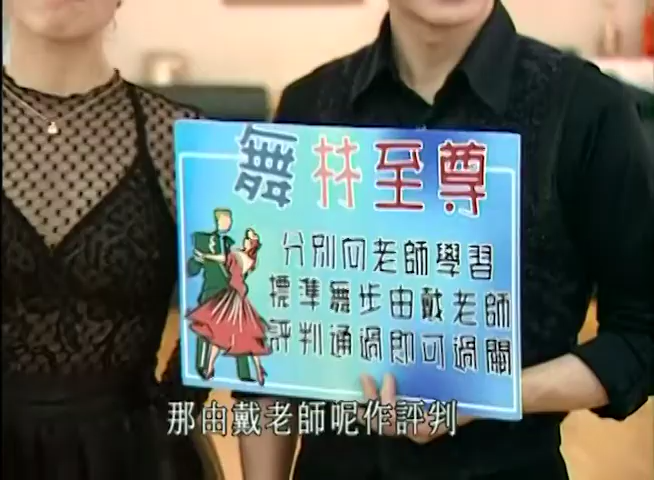 舞林至尊
分別向老師學習
標準舞步由戴老師
評判通過即可過關
那由戴老師呢作評判